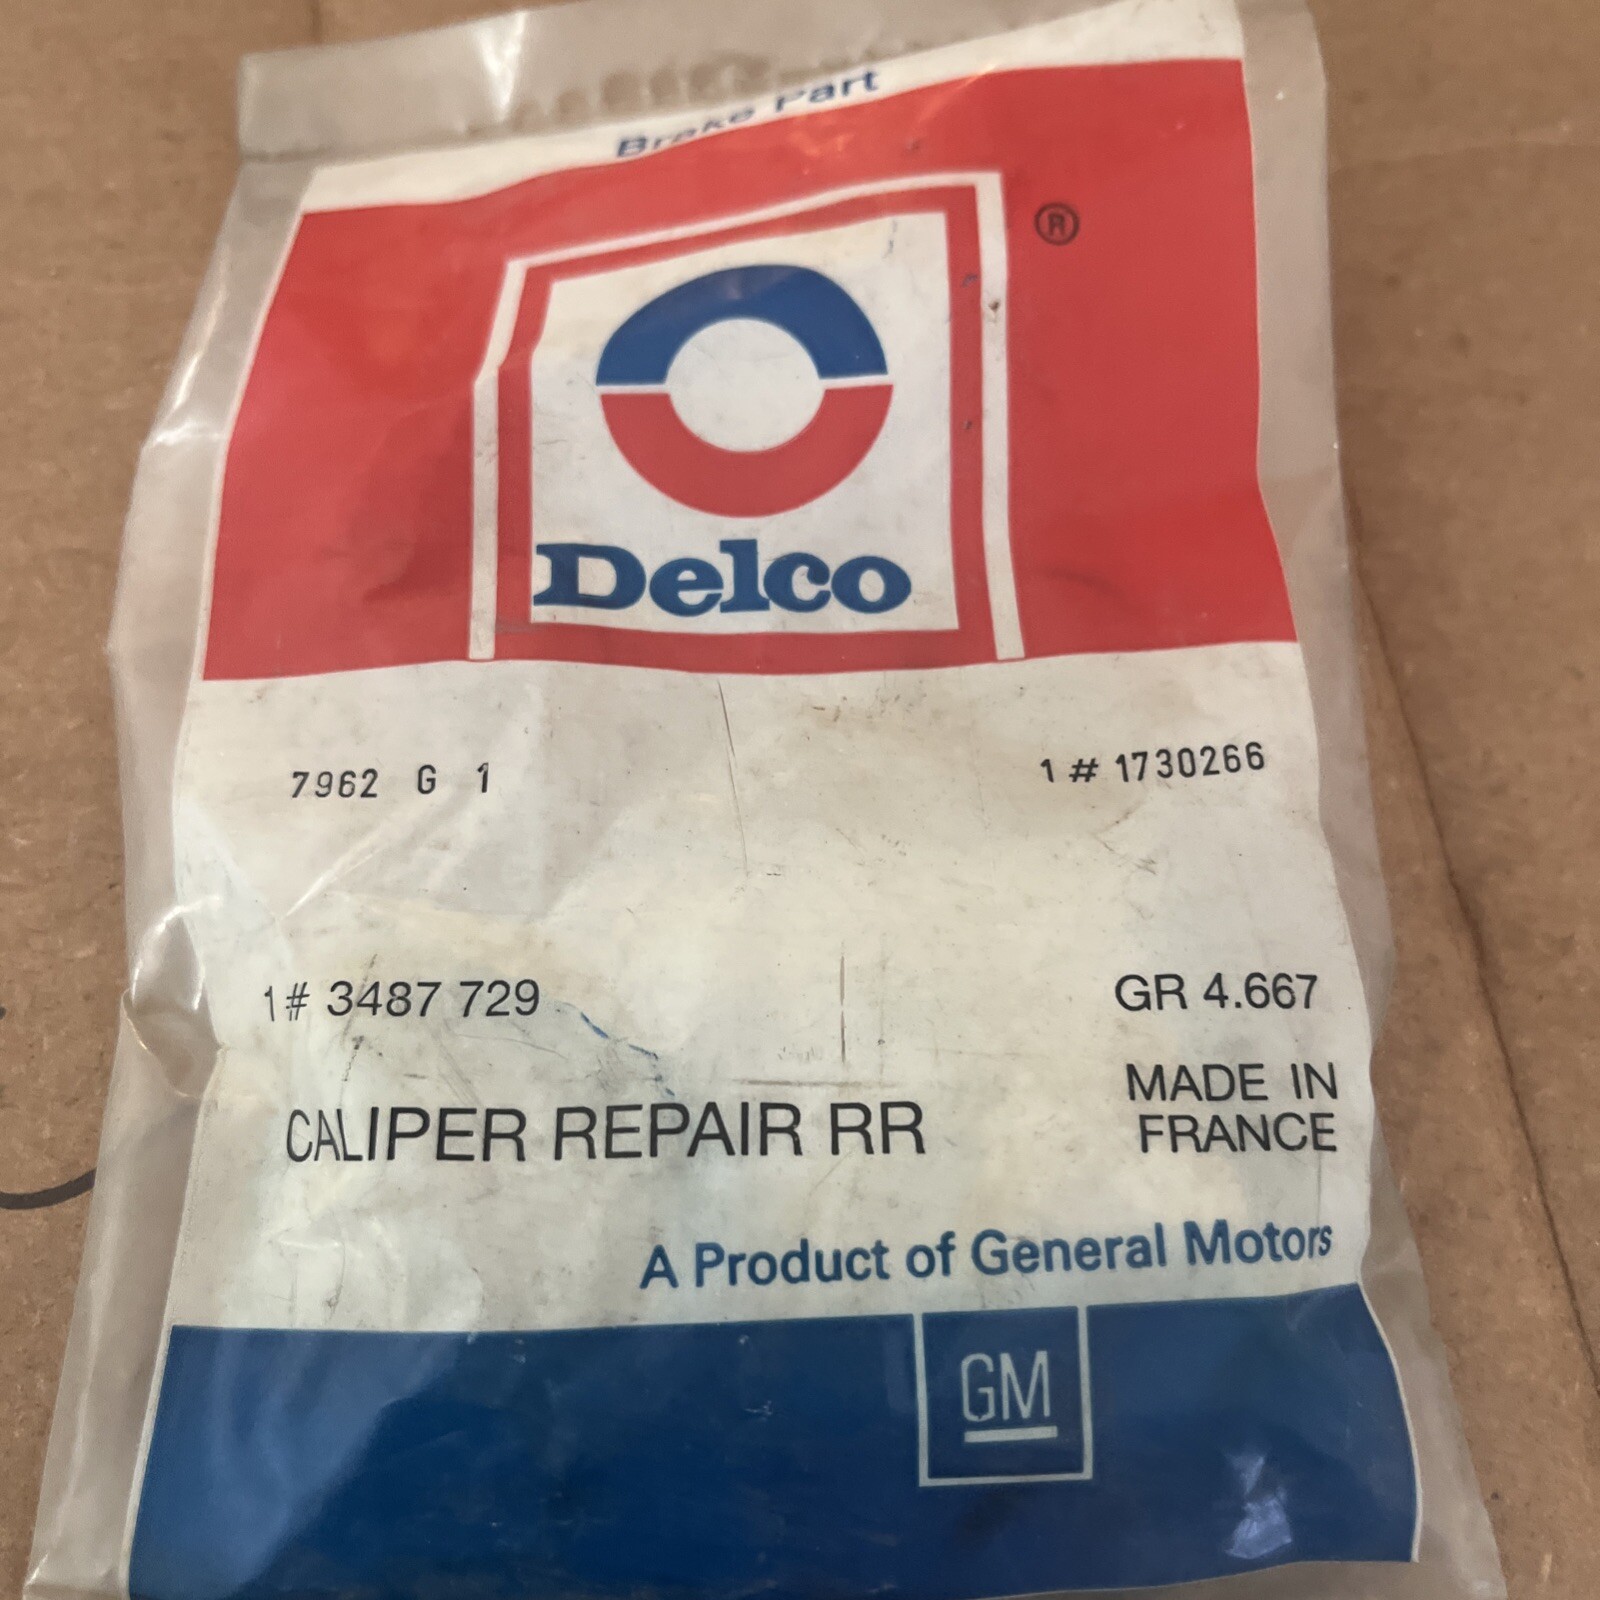 Brake Part
®
Delco
7962 G 1
1 # 1730266
1# 3487 729
GR 4.667
CALIPER REPAIR RR
MADE IN
FRANCE
A Product of General Motors
GM